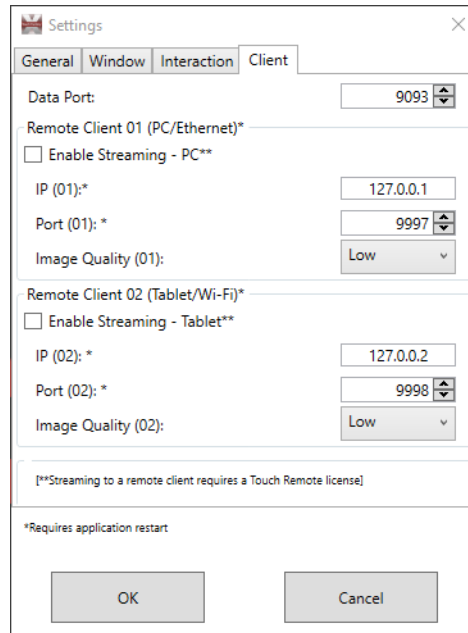 Settings
General Window Interaction Client
Data Port: 9093
Remote Client 01 (PC/Ethernet)*
Enable Streaming - PC**
IP (01):* 127.0.0.1
Port (01): * 9997
Image Quality (01): Low
Remote Client 02 (Tablet/Wi-Fi)*
Enable Streaming - Tablet**
IP (02): * 127.0.0.2
Port (02): * 9998
Image Quality (02): Low
[**Streaming to a remote client requires a Touch Remote license]
*Requires application restart
OK Cancel